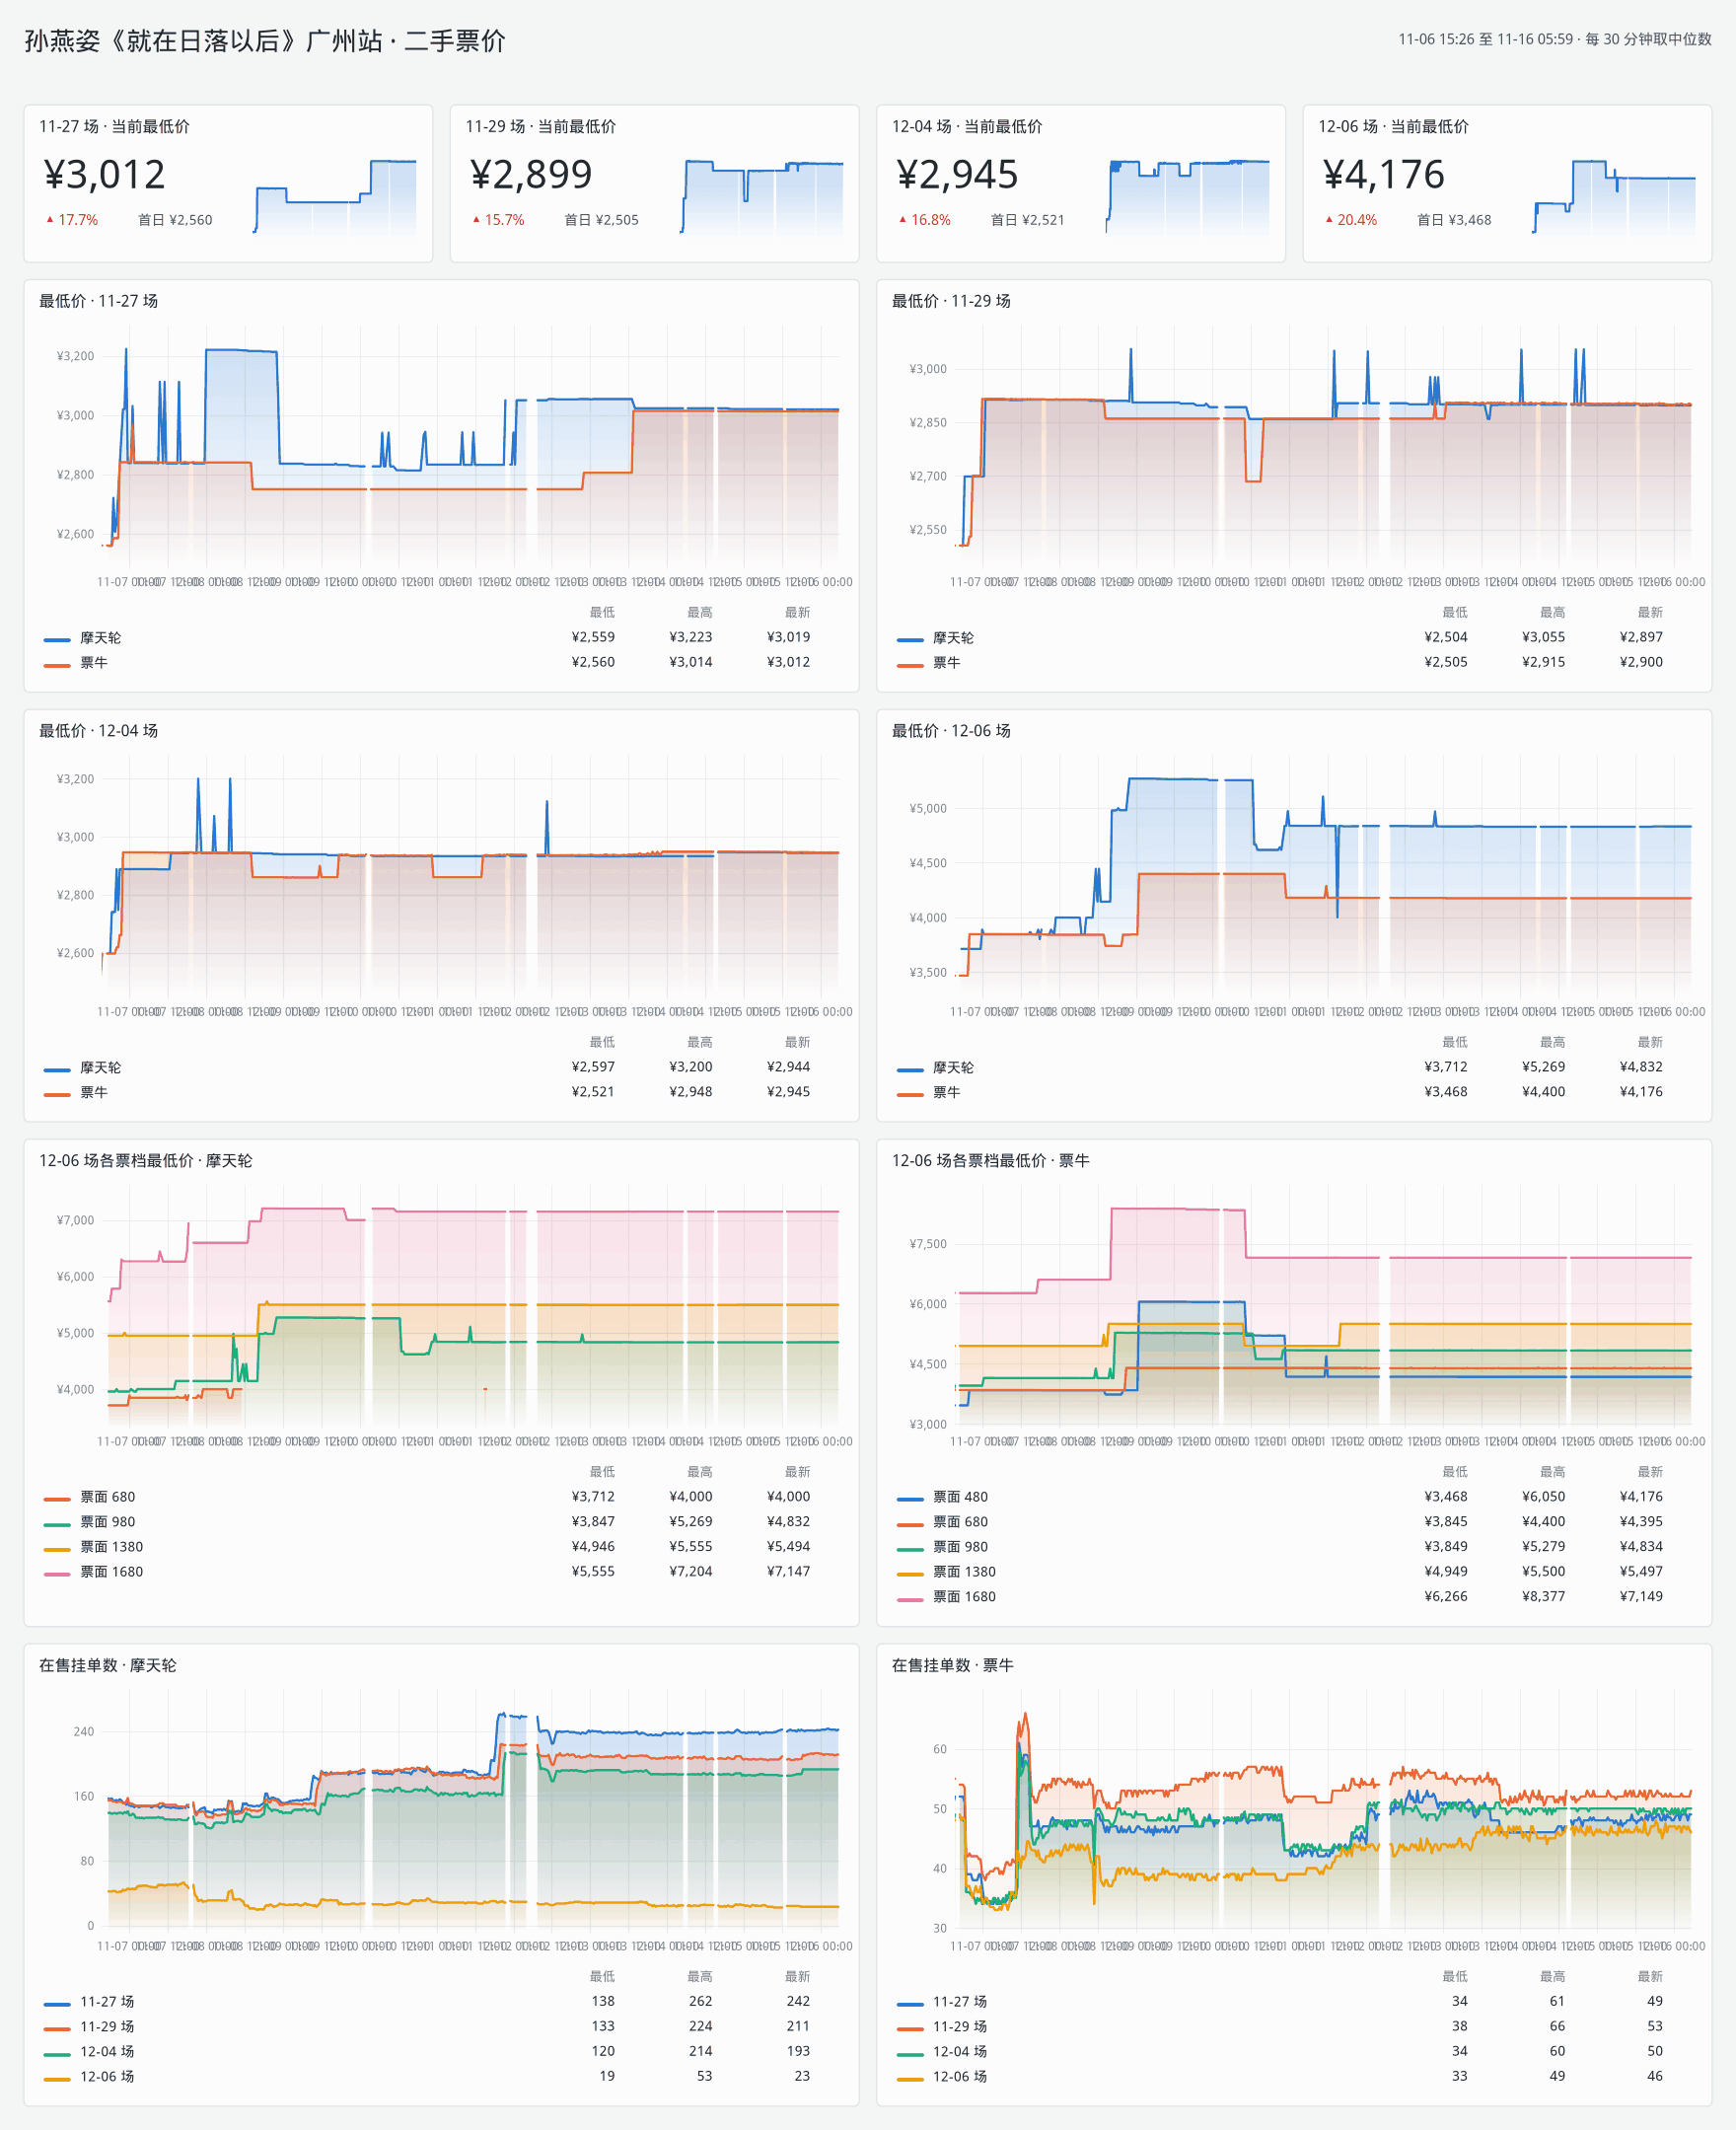 孙燕姿《就在日落以后》广州站 · 二手票价
11-06 15:26 至 11-16 05:59 · 每 30 分钟取中位数
11-27 场 · 当前最低价
¥3,012
▲ 17.7% 首日 ¥2,560
11-29 场 · 当前最低价
¥2,899
▲ 15.7% 首日 ¥2,505
12-04 场 · 当前最低价
¥2,945
▲ 16.8% 首日 ¥2,521
12-06 场 · 当前最低价
¥4,176
▲ 20.4% 首日 ¥3,468
最低价 · 11-27 场
¥3,200
¥3,000
¥2,800
¥2,600
最低 最高 最新
摩天轮 ¥2,559 ¥3,223 ¥3,019
票牛 ¥2,560 ¥3,014 ¥3,012
最低价 · 11-29 场
¥3,000
¥2,850
¥2,700
¥2,550
最低 最高 最新
摩天轮 ¥2,504 ¥3,055 ¥2,897
票牛 ¥2,505 ¥2,915 ¥2,900
最低价 · 12-04 场
¥3,200
¥3,000
¥2,800
¥2,600
最低 最高 最新
摩天轮 ¥2,597 ¥3,200 ¥2,944
票牛 ¥2,521 ¥2,948 ¥2,945
最低价 · 12-06 场
¥5,000
¥4,500
¥4,000
¥3,500
最低 最高 最新
摩天轮 ¥3,712 ¥5,269 ¥4,832
票牛 ¥3,468 ¥4,400 ¥4,176
12-06 场各票档最低价 · 摩天轮
¥7,000
¥6,000
¥5,000
¥4,000
最低 最高 最新
票面 680 ¥3,712 ¥4,000 ¥4,000
票面 980 ¥3,847 ¥5,269 ¥4,832
票面 1380 ¥4,946 ¥5,555 ¥5,494
票面 1680 ¥5,555 ¥7,204 ¥7,147
12-06 场各票档最低价 · 票牛
¥7,500
¥6,000
¥4,500
¥3,000
最低 最高 最新
票面 480 ¥3,468 ¥6,050 ¥4,176
票面 680 ¥3,845 ¥4,400 ¥4,395
票面 980 ¥3,849 ¥5,279 ¥4,834
票面 1380 ¥4,949 ¥5,500 ¥5,497
票面 1680 ¥6,266 ¥8,377 ¥7,149
在售挂单数 · 摩天轮
240
160
80
0
最低 最高 最新
11-27 场 138 262 242
11-29 场 133 224 211
12-04 场 120 214 193
12-06 场 19 53 23
在售挂单数 · 票牛
60
50
40
30
最低 最高 最新
11-27 场 34 61 49
11-29 场 38 66 53
12-04 场 34 60 50
12-06 场 33 49 46